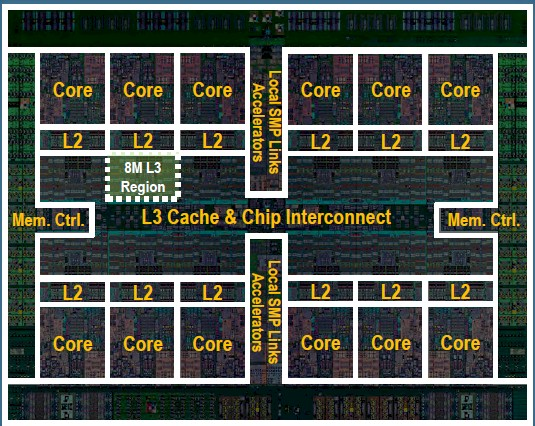 Core Core Core Core Core Core
Local SMP Links
Accelerators
L2 L2 L2 L2 L2 L2
8M L3
Region
Mem. Ctrl. L3 Cache & Chip Interconnect Mem. Ctrl.
Local SMP Links
Accelerators
L2 L2 L2 L2 L2 L2
Core Core Core Core Core Core